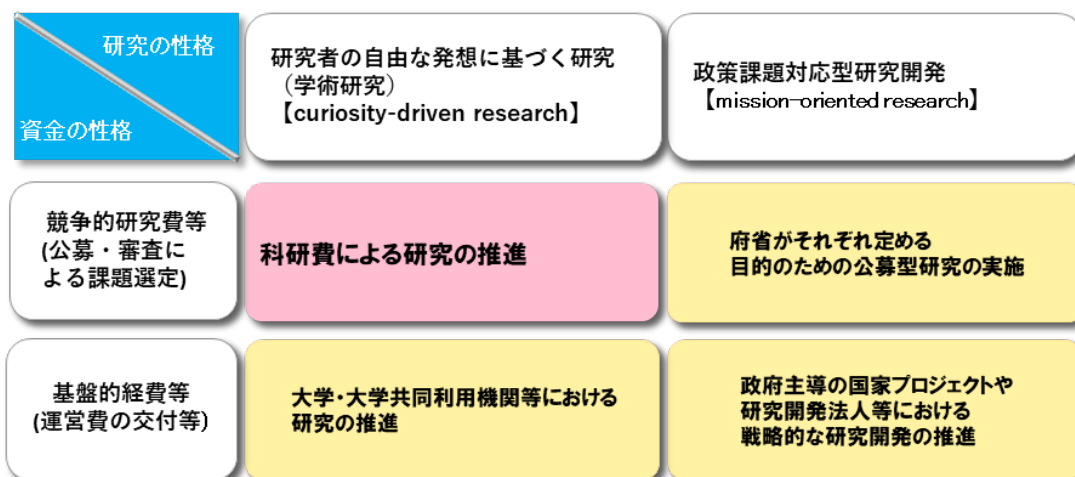 研究の性格
資金の性格
研究者の自由な発想に基づく研究
（学術研究）
【curiosity-driven research】
政策課題対応型研究開発
【mission-oriented research】
競争的研究費等
(公募・審査に
よる課題選定)
科研費による研究の推進
府省がそれぞれ定める
目的のための公募型研究の実施
基盤的経費等
(運営費の交付等)
大学・大学共同利用機関等における
研究の推進
政府主導の国家プロジェクトや
研究開発法人等における
戦略的な研究開発の推進